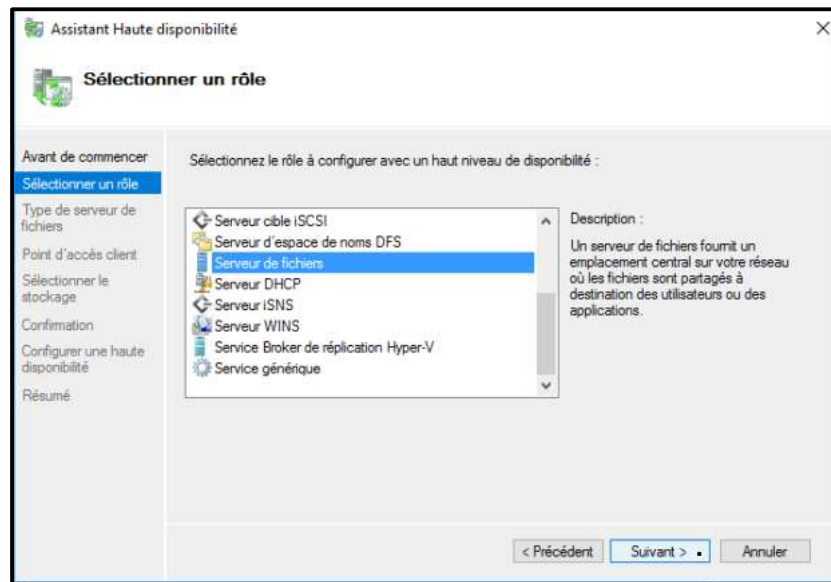 Assistant Haute disponibilité
Sélectionner un rôle
Avant de commencer
Sélectionner un rôle
Type de serveur de
fichiers
Point d'accès client
Sélectionner le
stockage
Confirmation
Configurer une haute
disponibilité
Résumé
Sélectionnez le rôle à configurer avec un haut niveau de disponibilité :
Serveur cible iSCSI
Serveur d'espace de noms DFS
Serveur de fichiers
Serveur DHCP
Serveur iSNS
Serveur WINS
Service Broker de réplication Hyper-V
Service générique
Description :
Un serveur de fichiers fournit un
emplacement central sur votre réseau
où les fichiers sont partagés à
destination des utilisateurs ou des
applications.
< Précédent
Suivant >
Annuler